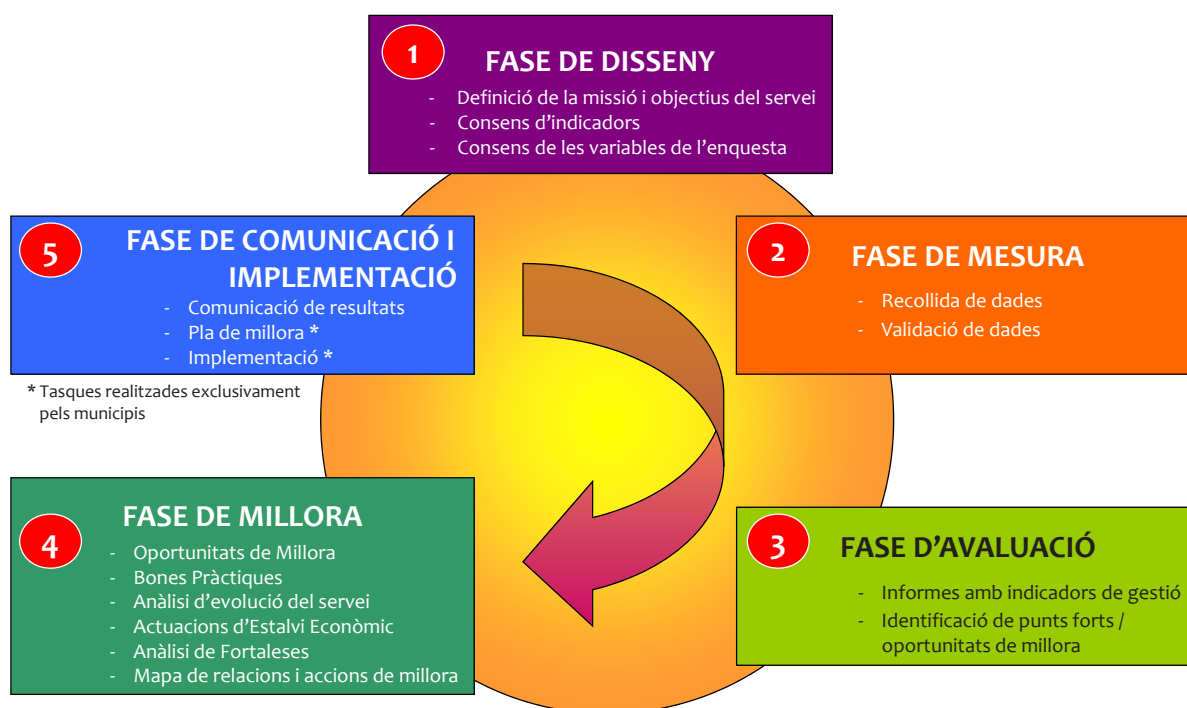 1
FASE DE DISSENY
- Definició de la missió i objectius del servei
- Consens d'indicadors
- Consens de les variables de l'enquesta
2
FASE DE MESURA
- Recollida de dades
- Validació de dades
3
FASE D'AVALUACIÓ
- Informes amb indicadors de gestió
- Identificació de punts forts /
oportunitats de millora
4
FASE DE MILLORA
- Oportunitats de Millora
- Bones Pràctiques
- Anàlisi d'evolució del servei
- Actuacions d'Estalvi Econòmic
- Anàlisi de Fortaleses
- Mapa de relacions i accions de millora
5
FASE DE COMUNICACIÓ I
IMPLEMENTACIÓ
- Comunicació de resultats
- Pla de millora *
- Implementació *
* Tasques realitzades exclusivament
pels municipis